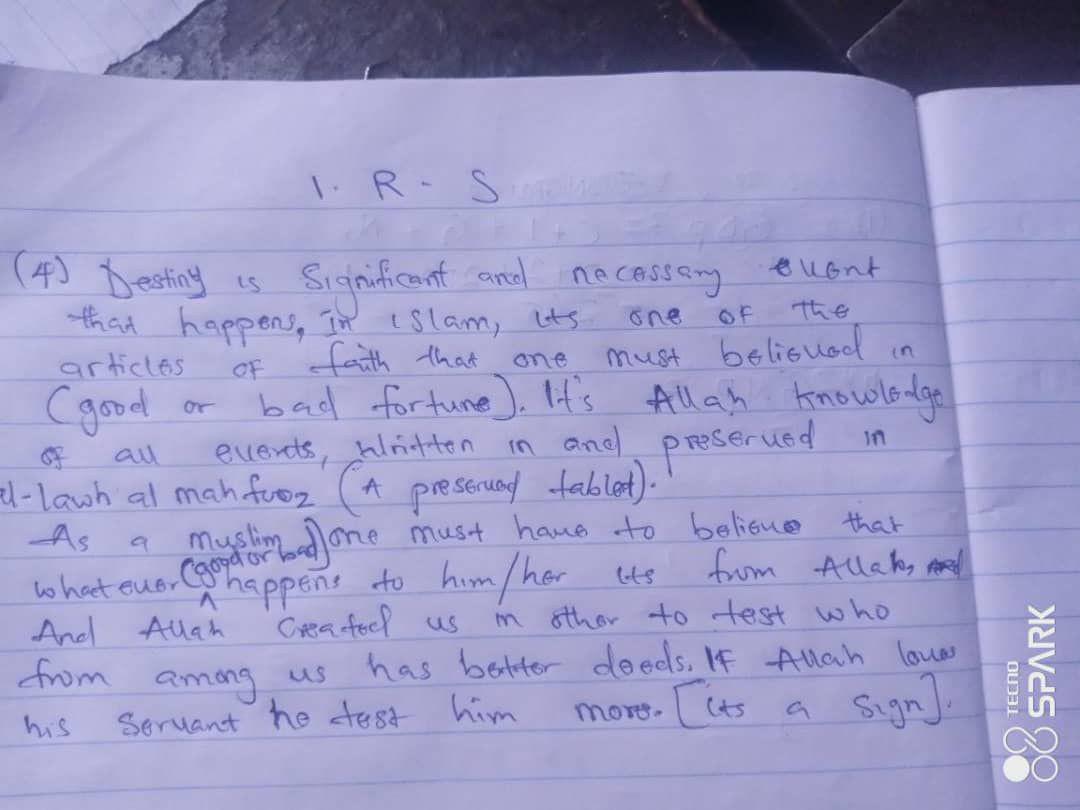 I. R - S
(4) Destiny is Significant and necessary event
that happens, In islam, its one of the
articles of faith that one must believed in
(good or bad fortune). It's Allah knowledge
of all events, written in and preserved in
al-lawh al mahfuoz (A preserved tablet).
As a muslim one must have to believe that
whatever (good or bad) happens to him/her its from Allah,
And Allah Created us in other to test who
from among us has better deeds. If Allah loves
his Servant he test him more. [its a sign].
TECNO
SPARK